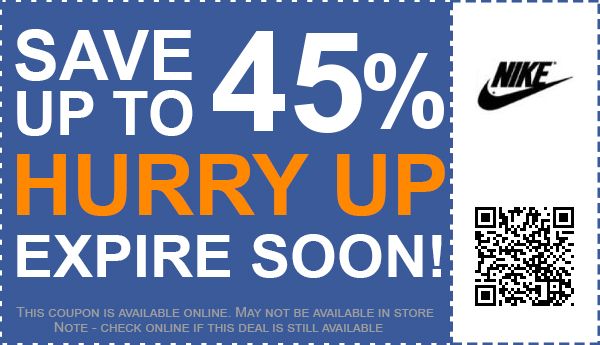 SAVE
UP TO 45%
HURRY UP
EXPIRE SOON!
THIS COUPON IS AVAILABLE ONLINE. MAY NOT BE AVAILABLE IN STORE
NOTE - CHECK ONLINE IF THIS DEAL IS STILL AVAILABLE
NIKE